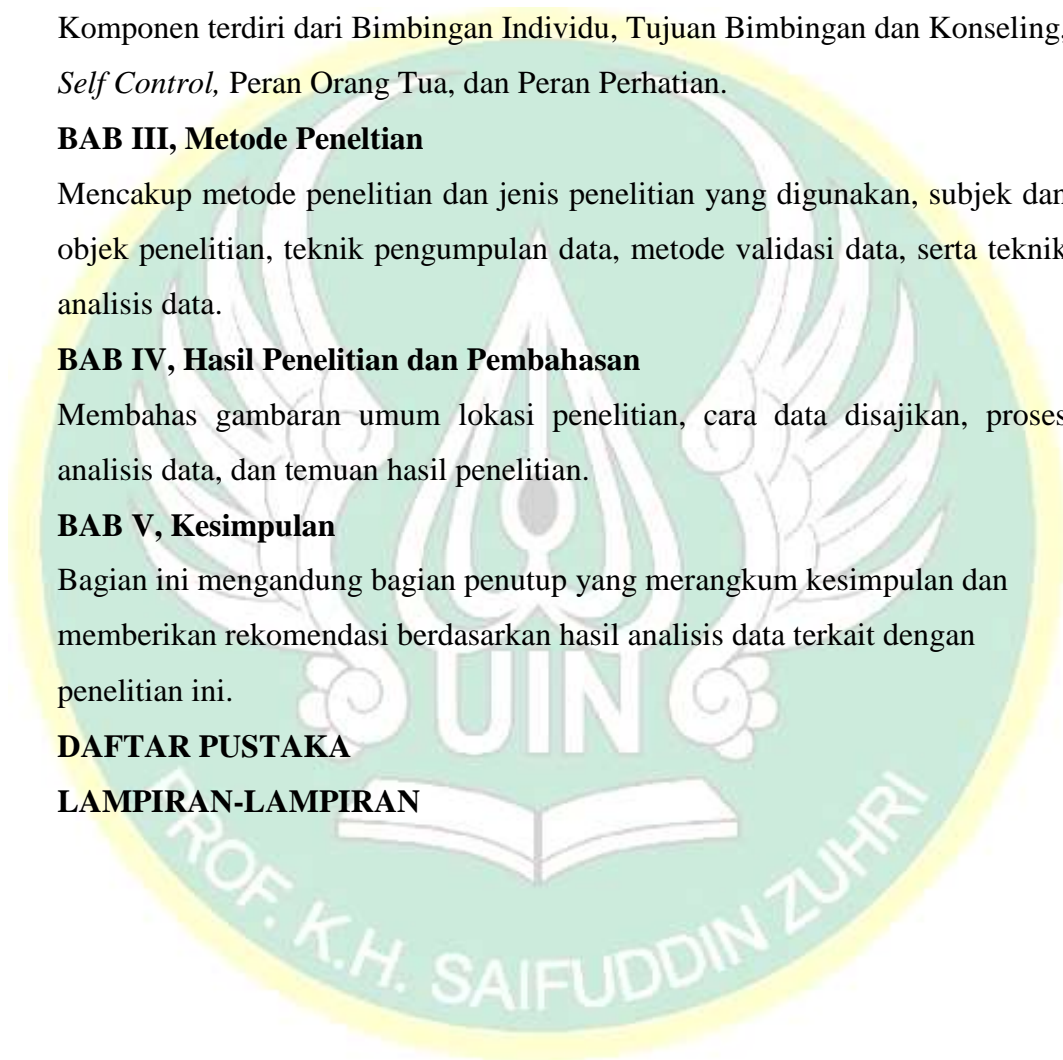 Komponen terdiri dari Bimbingan Individu, Tujuan Bimbingan dan Konseling,
Self Control, Peran Orang Tua, dan Peran Perhatian.
BAB III, Metode Peneltian
Mencakup metode penelitian dan jenis penelitian yang digunakan, subjek dan
objek penelitian, teknik pengumpulan data, metode validasi data, serta teknik
analisis data.
BAB IV, Hasil Penelitian dan Pembahasan
Membahas gambaran umum lokasi penelitian, cara data disajikan, proses
analisis data, dan temuan hasil penelitian.
BAB V, Kesimpulan
Bagian ini mengandung bagian penutup yang merangkum kesimpulan dan
memberikan rekomendasi berdasarkan hasil analisis data terkait dengan
penelitian ini.
UIN
DAFTAR PUSTAKA
LAMPIRAN-LAMPIRAN
PROF. K.H. SAIFUDDIN ZUHRI